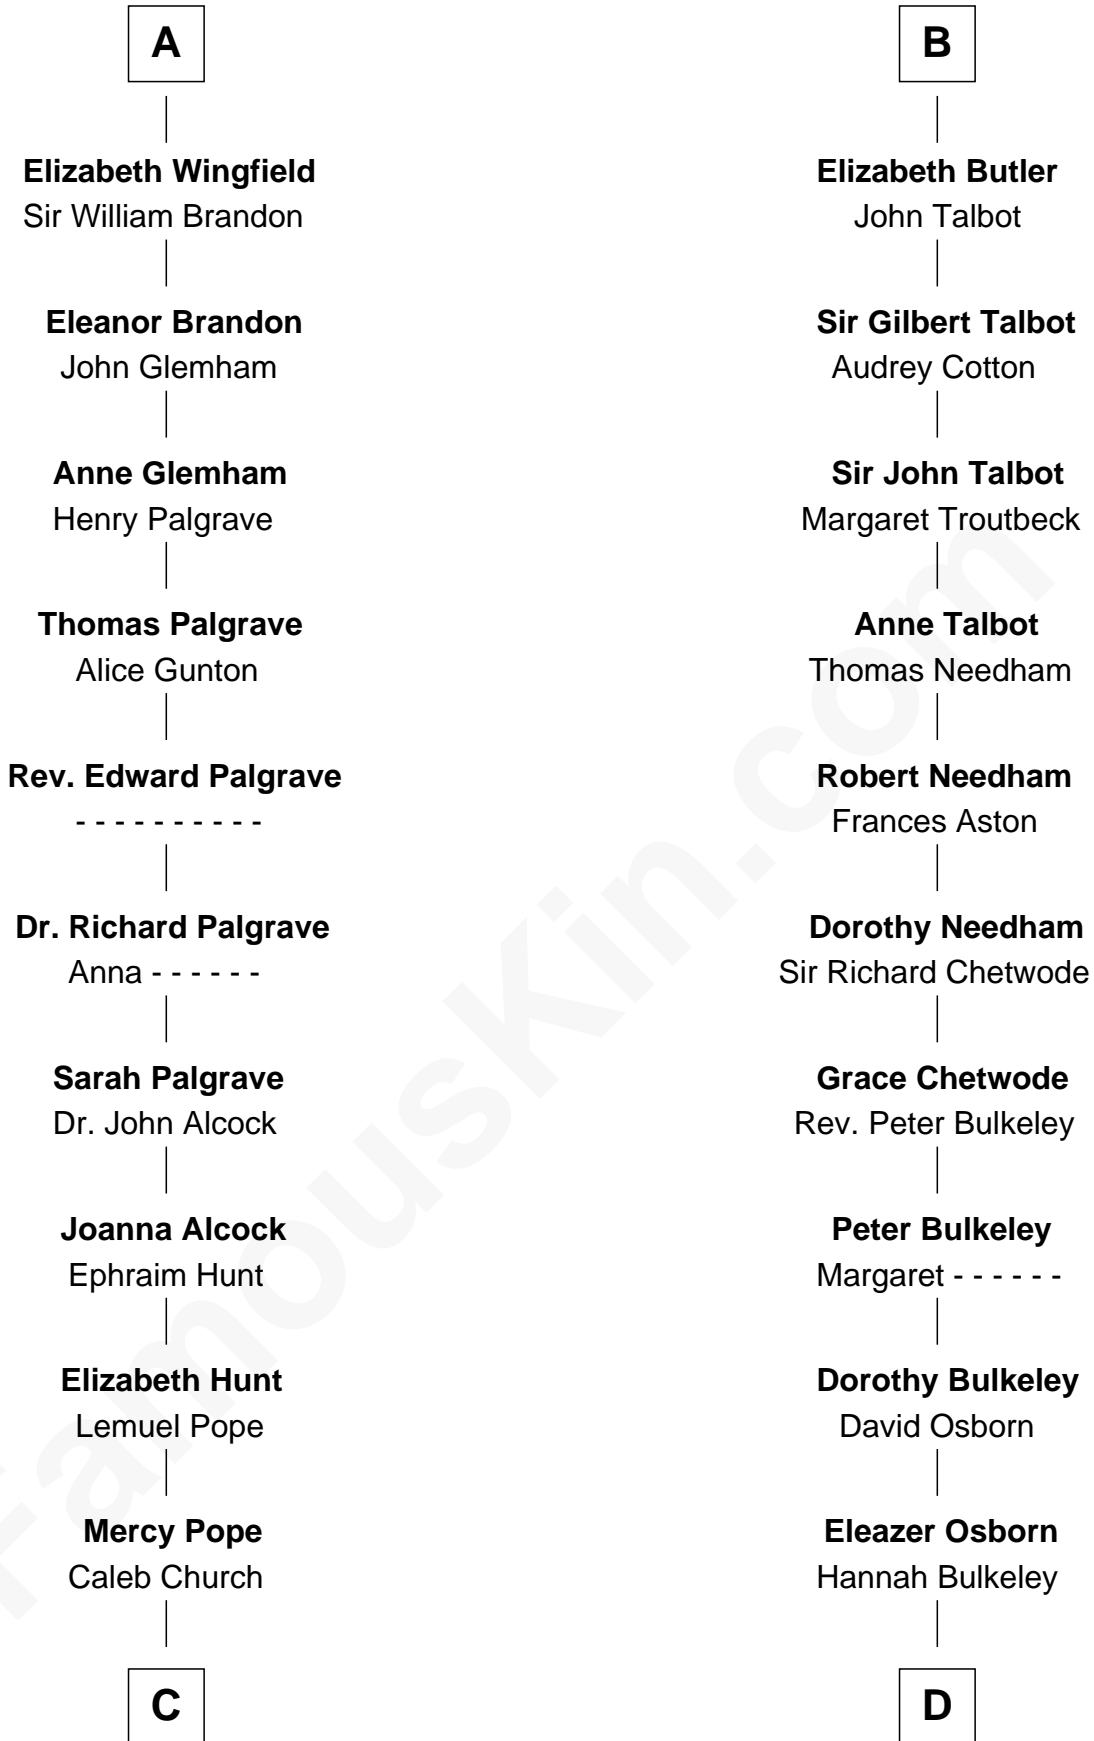 A
Elizabeth Wingfield
Sir William Brandon
Eleanor Brandon
John Glemham
Anne Glemham
Henry Palgrave
Thomas Palgrave
Alice Gunton
Rev. Edward Palgrave
- - - - - - - - - -
Dr. Richard Palgrave
Anna - - - - - -
Sarah Palgrave
Dr. John Alcock
Joanna Alcock
Ephraim Hunt
Elizabeth Hunt
Lemuel Pope
Mercy Pope
Caleb Church
C
B
Elizabeth Butler
John Talbot
Sir Gilbert Talbot
Audrey Cotton
Sir John Talbot
Margaret Troutbeck
Anne Talbot
Thomas Needham
Robert Needham
Frances Aston
Dorothy Needham
Sir Richard Chetwode
Grace Chetwode
Rev. Peter Bulkeley
Peter Bulkeley
Margaret - - - - - -
Dorothy Bulkeley
David Osborn
Eleazer Osborn
Hannah Bulkeley
D
FamousKin.com